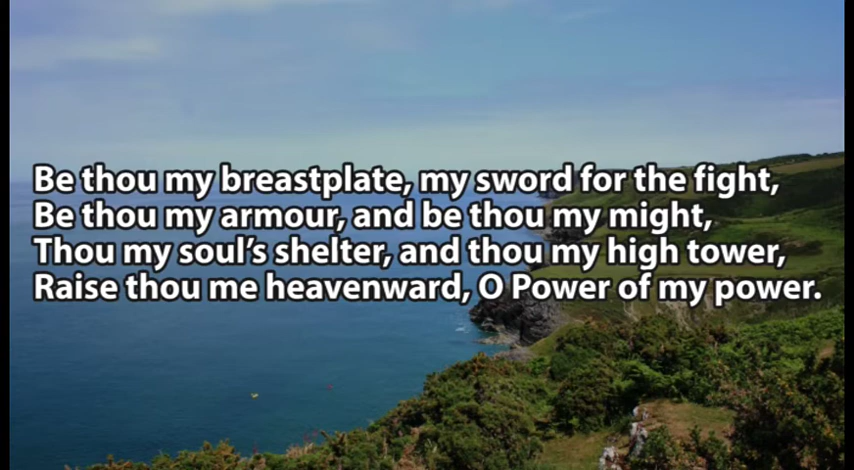 Be thou my breastplate, my sword for the fight,
Be thou my armour, and be thou my might,
Thou my soul's shelter, and thou my high tower,
Raise thou me heavenward, O Power of my power.